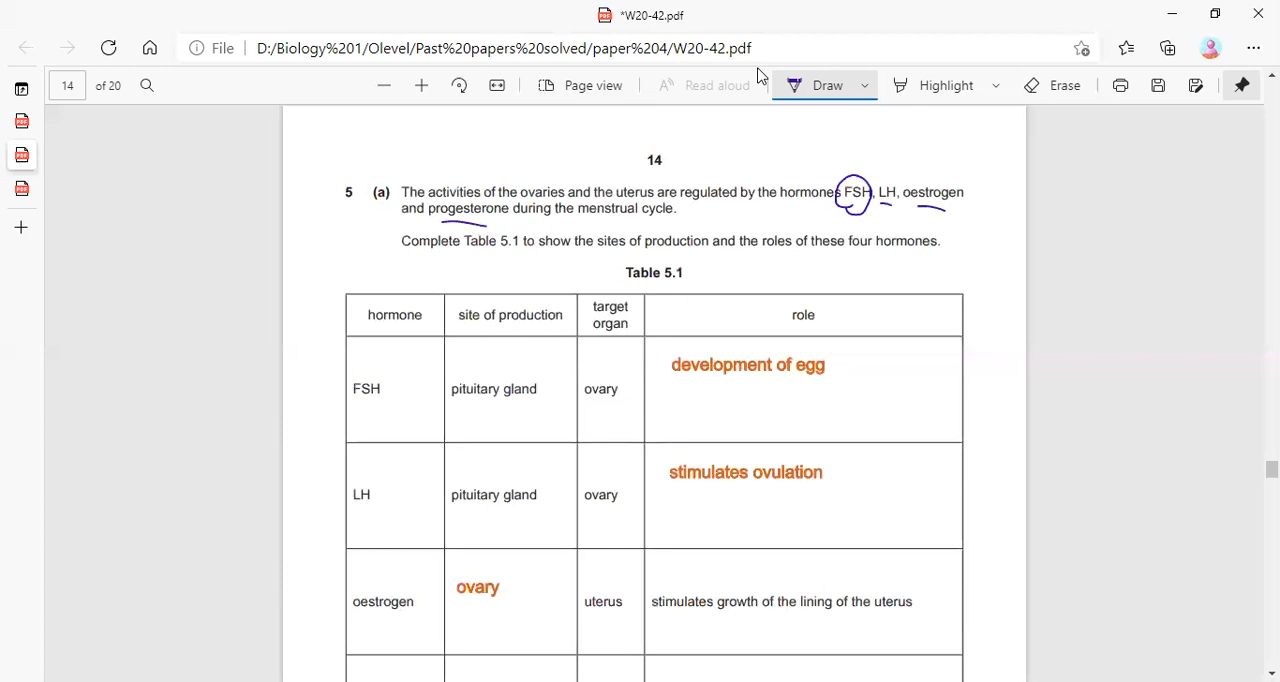 *W20-42.pdf
File D:/Biology%201/Olevel/Past%20papers%20solved/paper%204/W20-42.pdf
14 of 20 Page view Read aloud Draw Highlight Erase
14
5 (a) The activities of the ovaries and the uterus are regulated by the hormones FSH, LH, oestrogen
and progesterone during the menstrual cycle.
Complete Table 5.1 to show the sites of production and the roles of these four hormones.
Table 5.1
hormone site of production target organ role
FSH pituitary gland ovary development of egg
LH pituitary gland ovary stimulates ovulation
oestrogen ovary uterus stimulates growth of the lining of the uterus